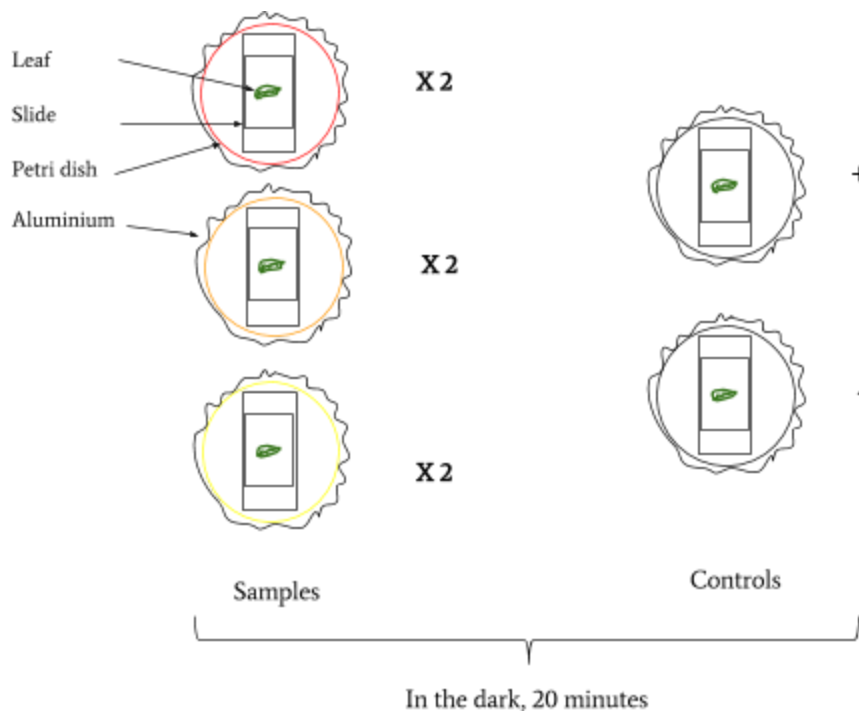 Leaf
Slide
Petri dish
Aluminium
X 2
X 2
X 2
+
Samples
Controls
In the dark, 20 minutes